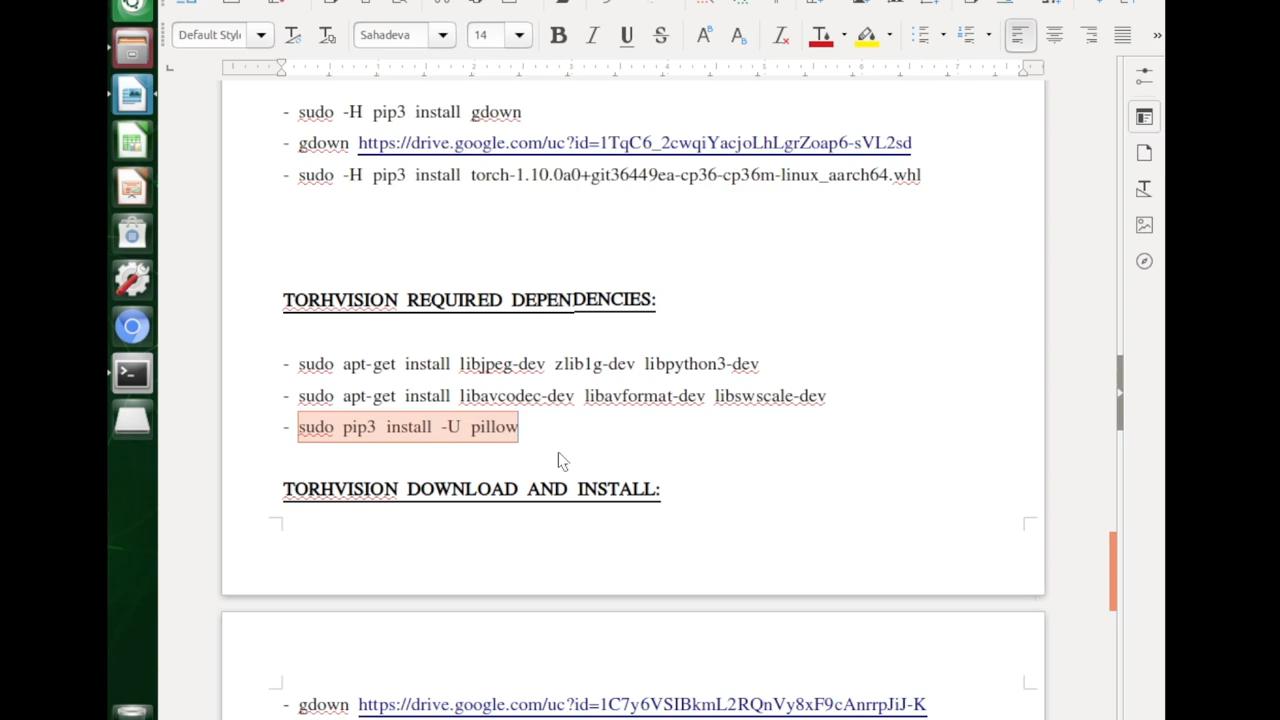 Default Style
Sahadeva
14
- sudo -H pip3 install gdown
- gdown https://drive.google.com/uc?id=1TqC6_2cwqiYacjoLhLgrZoap6-sVL2sd
- sudo -H pip3 install torch-1.10.0a0+git36449ea-cp36-cp36m-linux_aarch64.whl
TORHVISION REQUIRED DEPENDENCIES:
- sudo apt-get install libjpeg-dev zlib1g-dev libpython3-dev
- sudo apt-get install libavcodec-dev libavformat-dev libswscale-dev
- sudo pip3 install -U pillow
TORHVISION DOWNLOAD AND INSTALL:
- gdown https://drive.google.com/uc?id=1C7y6VSIBkmL2RQnVy8xF9cAnrrpJiJ-K